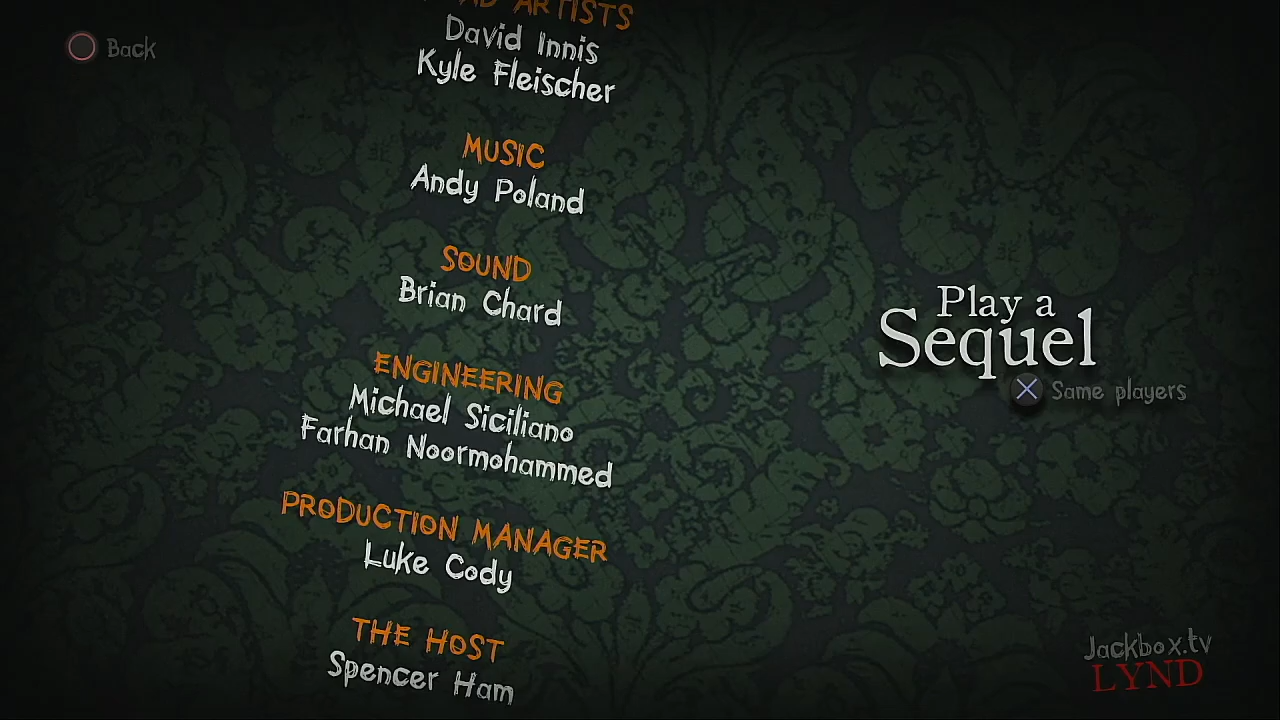 Back
ARTISTS
David Innis
Kyle Fleischer
MUSIC
Andy Poland
SOUND
Brian Chard
ENGINEERING
Michael Siciliano
Farhan Noormohammed
PRODUCTION MANAGER
Luke Cody
THE HOST
Spencer Ham
Play a
Sequel
Same players
Jackbox.tv
LYND